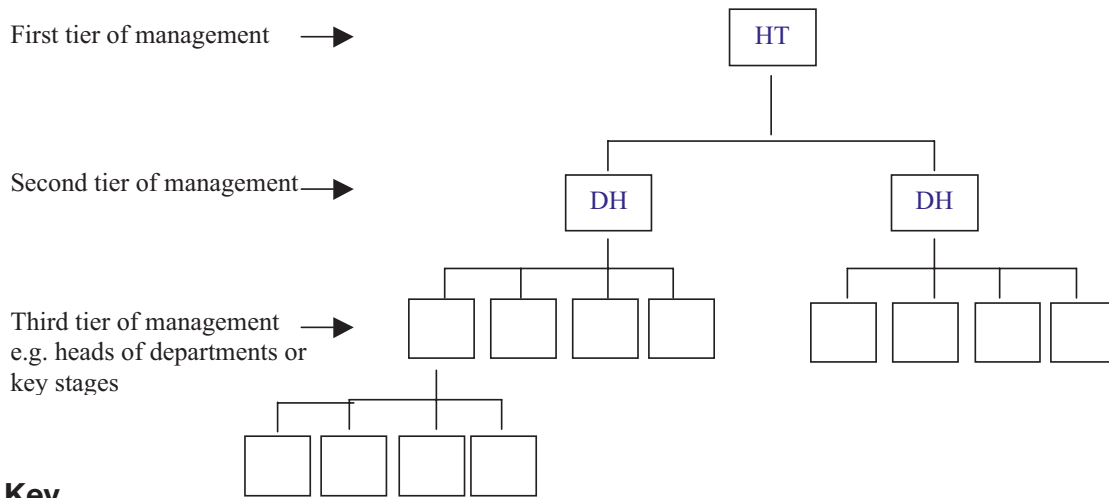 First tier of management
HT
Second tier of management
DH
DH
Third tier of management
e.g. heads of departments or
key stages
Key